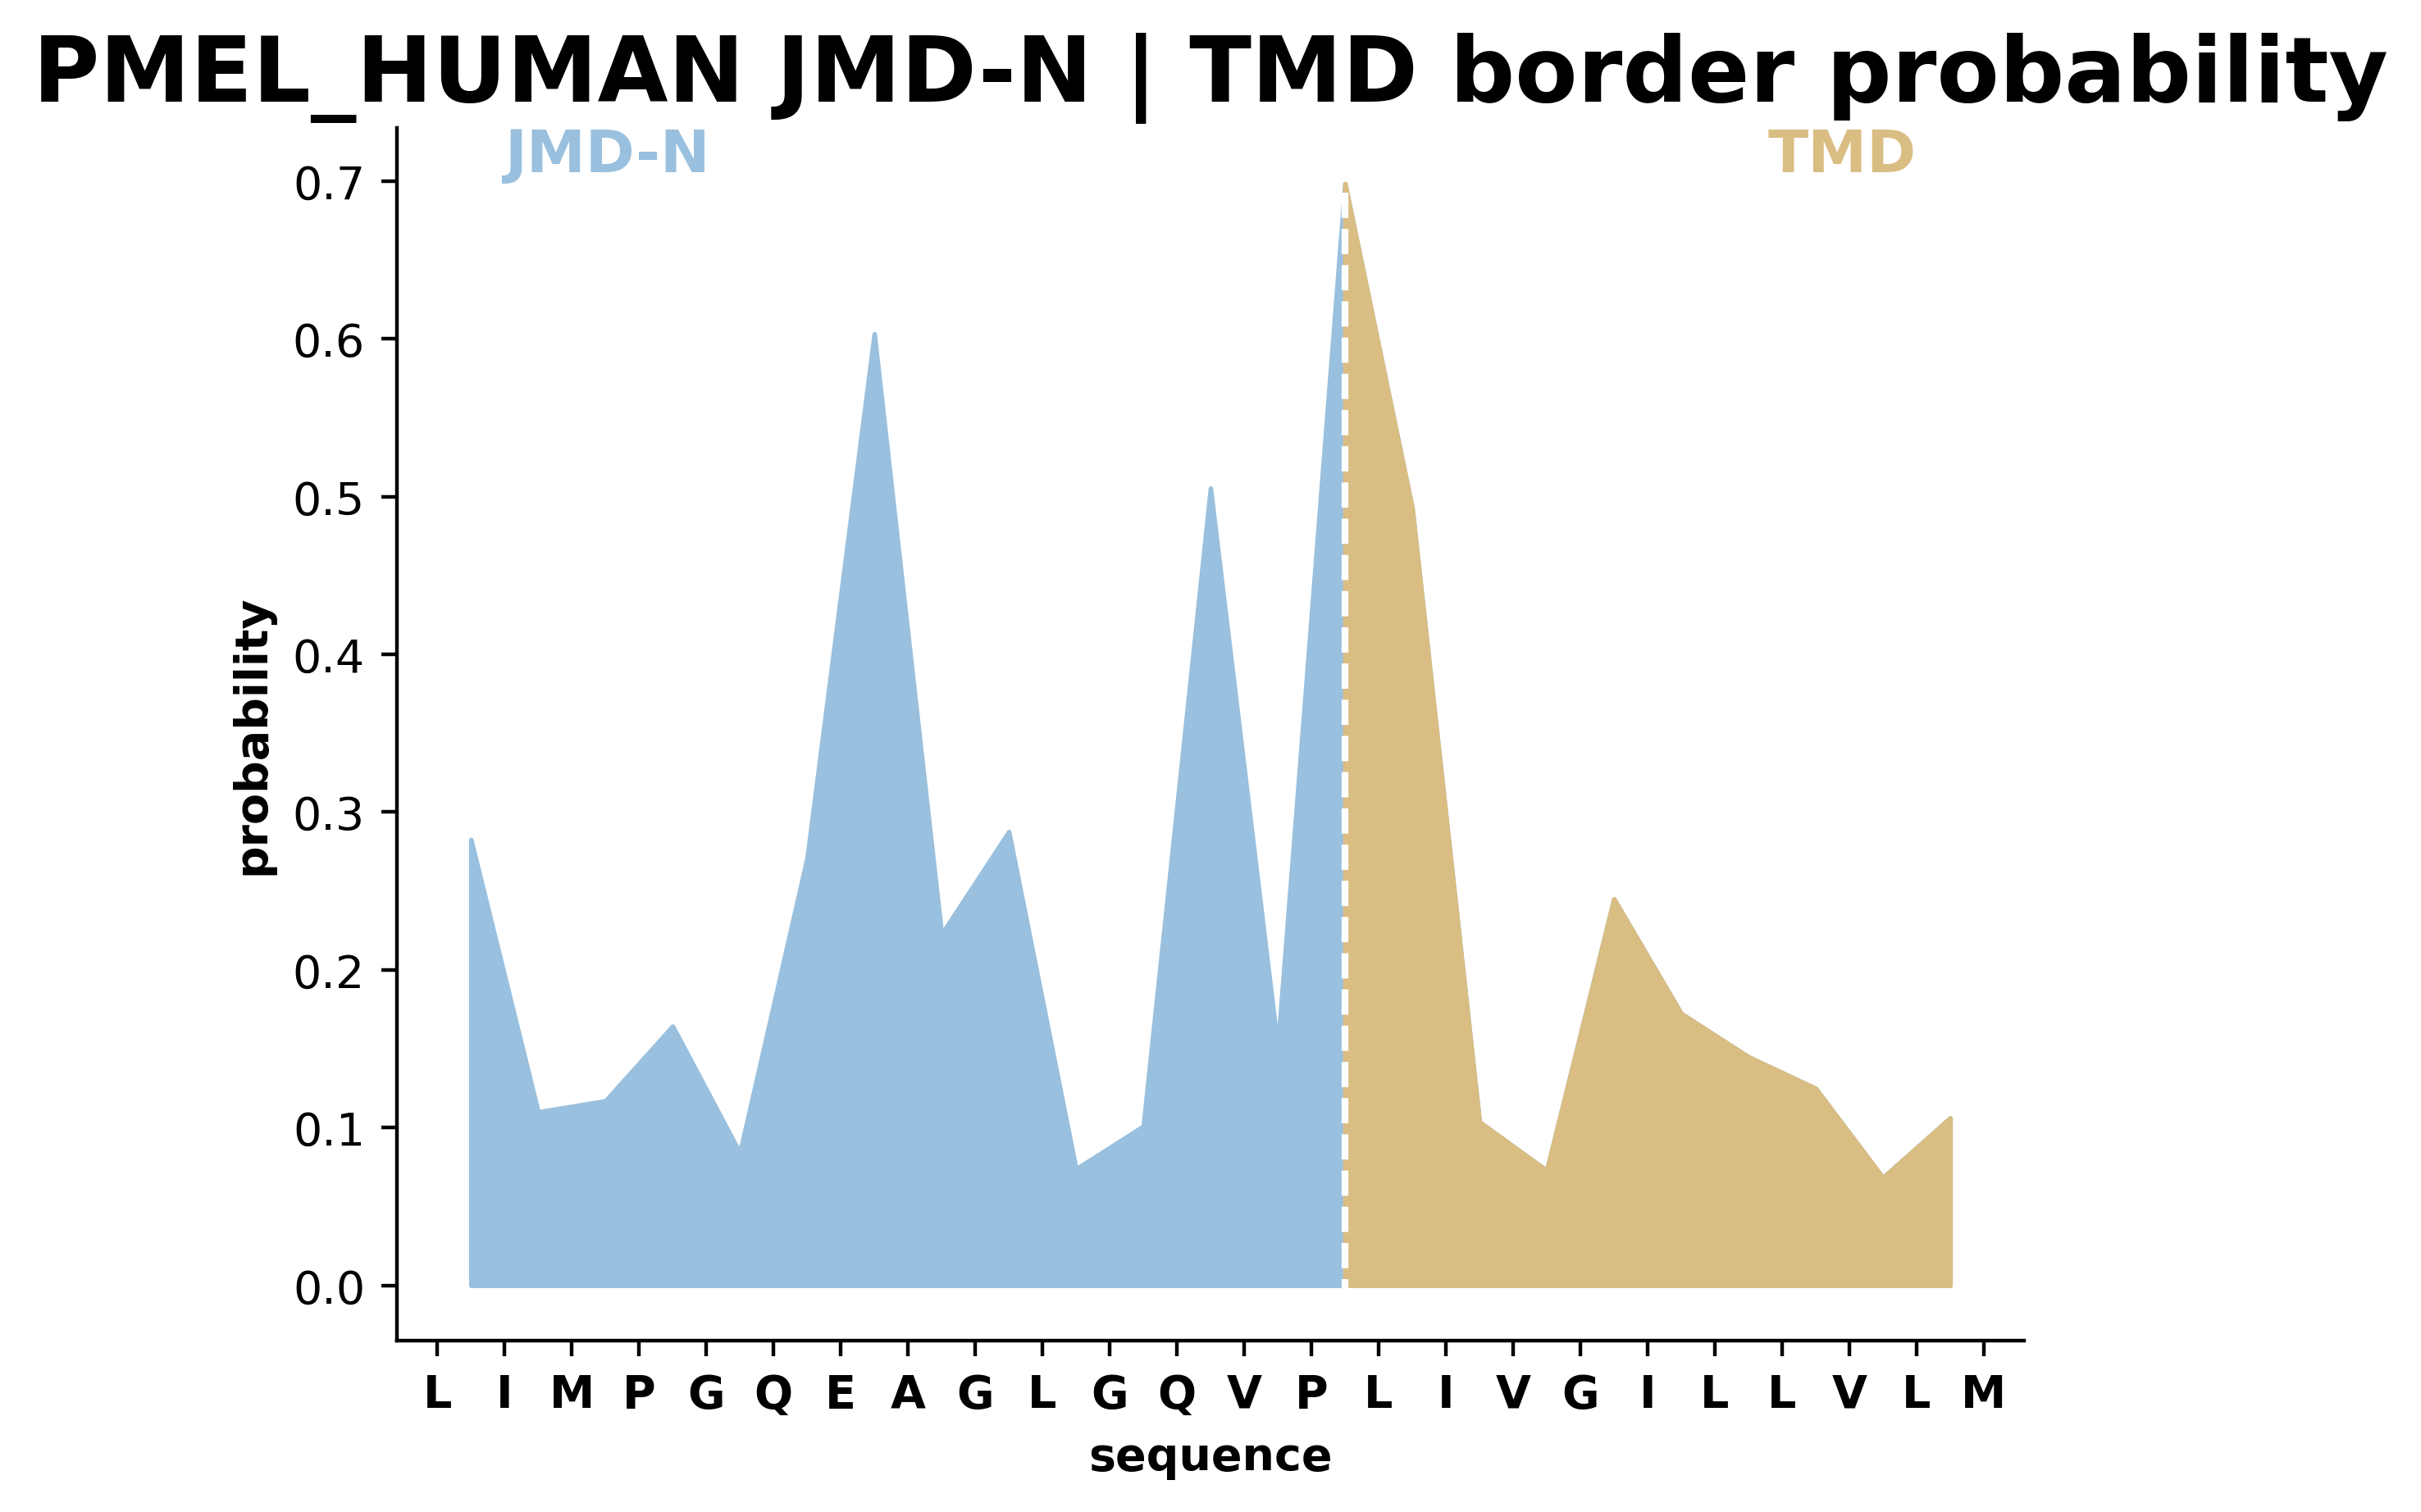 PMEL_HUMAN JMD-N | TMD border probability
JMD-N TMD
0.7
0.6
0.5
0.4
0.3
0.2
0.1
0.0
probability
L I M P G Q E A G L G Q V P L I V G I L L V L M
sequence